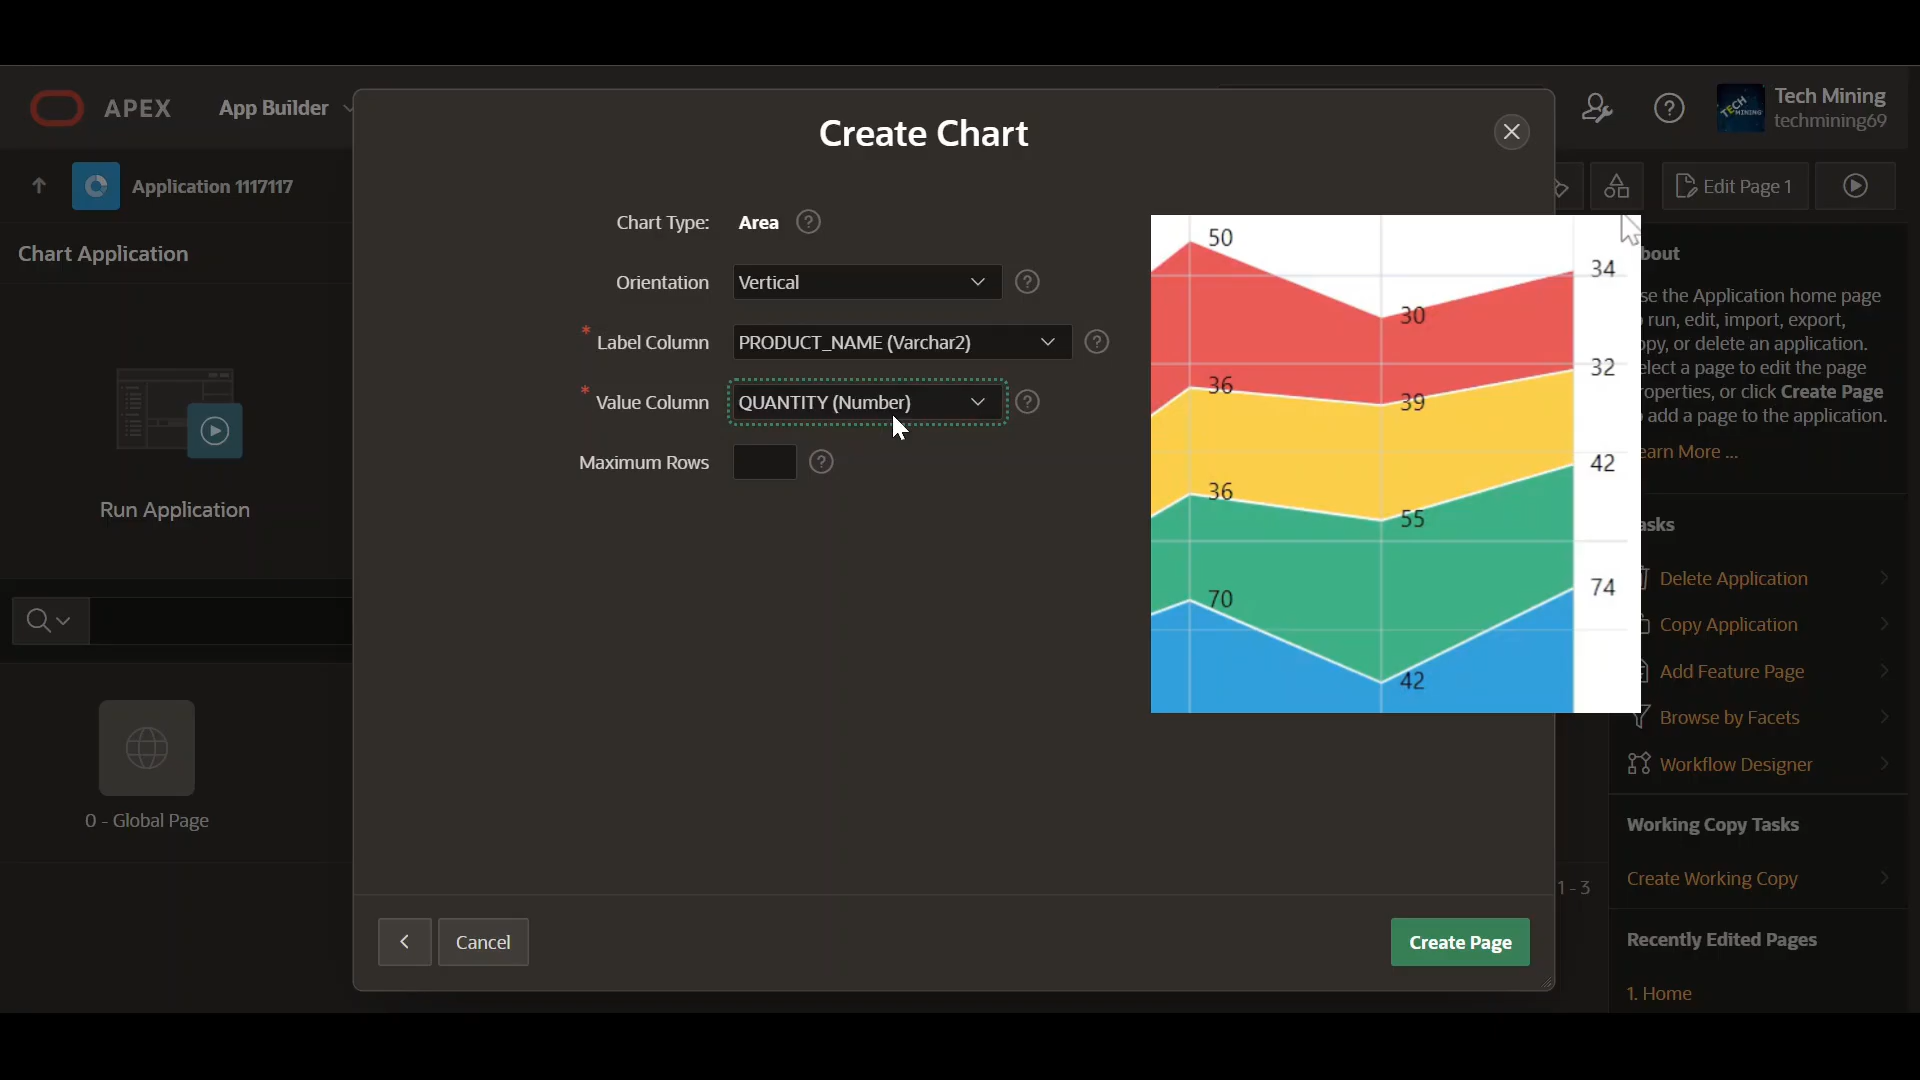 APEX
App Builder
Tech Mining
techmining69
Application 1117117
Edit Page 1
Chart Application
Run Application
0 - Global Page
Create Chart
Chart Type: Area
Orientation Vertical
* Label Column PRODUCT_NAME (Varchar2)
* Value Column QUANTITY (Number)
Maximum Rows
50
34
30
32
36
39
42
36
55
74
70
42
bout
se the Application home page
run, edit, import, export,
py, or delete an application.
elect a page to edit the page
roperties, or click Create Page
add a page to the application.
earn More ...
asks
Delete Application
Copy Application
Add Feature Page
Browse by Facets
Workflow Designer
Working Copy Tasks
1 - 3
Create Working Copy
Recently Edited Pages
1. Home
Cancel
Create Page